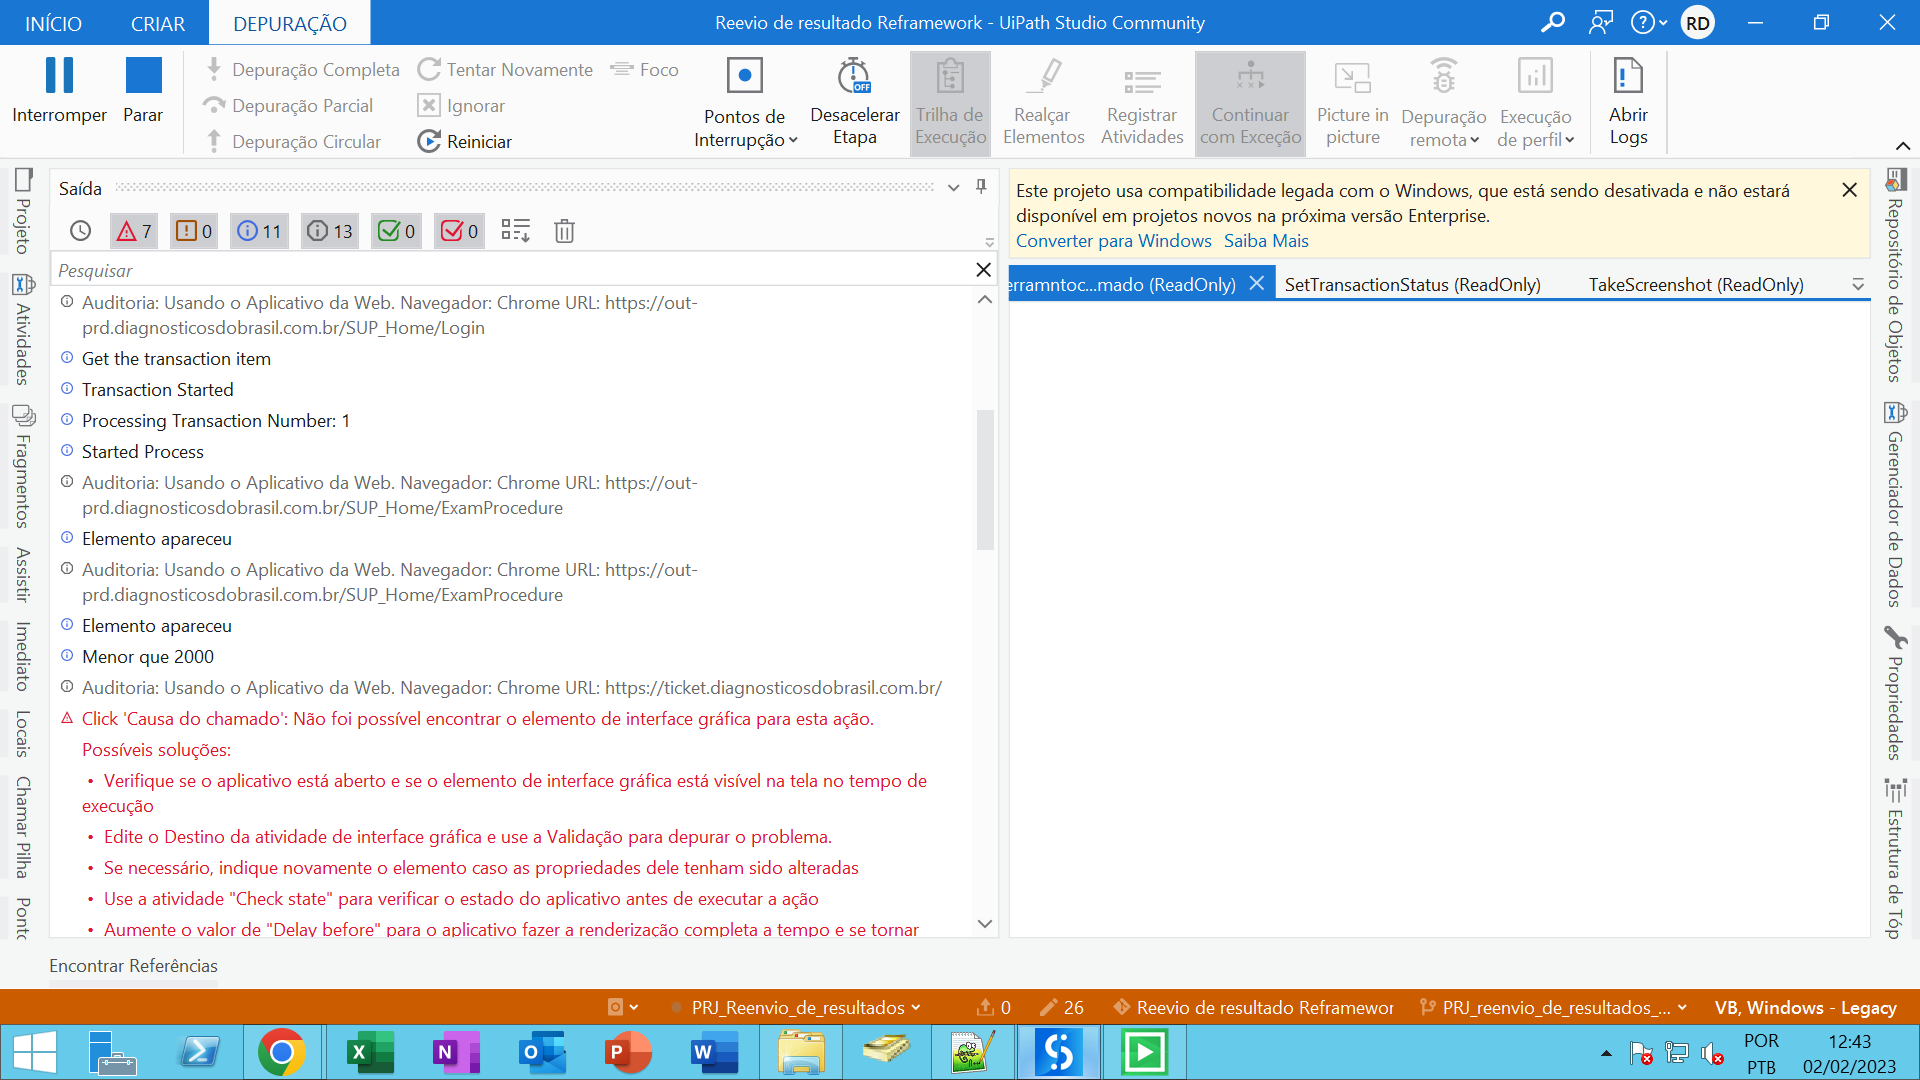 INÍCIO CRIAR DEPURAÇÃO Reevio de resultado Reframework - UiPath Studio Community RD
Interromper Parar
Depuração Completa
Depuração Parcial
Depuração Circular
Tentar Novamente
Ignorar
Reiniciar
Foco
Pontos de
Interrupção
OFF
Desacelerar
Etapa
Trilha de
Execução
Realçar
Elementos
Registrar
Atividades
Continuar
com Exceção
Picture in
picture
Depuração
remota
Execução
de perfil
Abrir
Logs
Projeto
Atividades
Fragmentos
Assistir
Imediato
Locais
Chamar Pilha
Saída
7 0 11 13 0 0
Pesquisar
Auditoria: Usando o Aplicativo da Web. Navegador: Chrome URL: https://out-
prd.diagnosticosdobrasil.com.br/SUP_Home/Login
Get the transaction item
Transaction Started
Processing Transaction Number: 1
Started Process
Auditoria: Usando o Aplicativo da Web. Navegador: Chrome URL: https://out-
prd.diagnosticosdobrasil.com.br/SUP_Home/ExamProcedure
Elemento apareceu
Auditoria: Usando o Aplicativo da Web. Navegador: Chrome URL: https://out-
prd.diagnosticosdobrasil.com.br/SUP_Home/ExamProcedure
Elemento apareceu
Menor que 2000
Auditoria: Usando o Aplicativo da Web. Navegador: Chrome URL: https://ticket.diagnosticosdobrasil.com.br/
Click 'Causa do chamado': Não foi possível encontrar o elemento de interface gráfica para esta ação.
Possíveis soluções:
• Verifique se o aplicativo está aberto e se o elemento de interface gráfica está visível na tela no tempo de
execução
• Edite o Destino da atividade de interface gráfica e use a Validação para depurar o problema.
• Se necessário, indique novamente o elemento caso as propriedades dele tenham sido alteradas
• Use a atividade "Check state" para verificar o estado do aplicativo antes de executar a ação
• Aumente o valor de "Delay before" para o aplicativo fazer a renderização completa a tempo e se tornar
Encontrar Referências
Este projeto usa compatibilidade legada com o Windows, que está sendo desativada e não estará
disponível em projetos novos na próxima versão Enterprise.
Converter para Windows Saiba Mais
erramntoc...mado (ReadOnly) SetTransactionStatus (ReadOnly) TakeScreenshot (ReadOnly)
Repositório de Objetos
Gerenciador de Dados
Propriedades
Estrutura de Tóp
PRJ_Reenvio_de_resultados 0 26 Reevio de resultado Reframewor PRJ_reenvio_de_resultados_... VB, Windows - Legacy
POR
PTB
12:43
02/02/2023